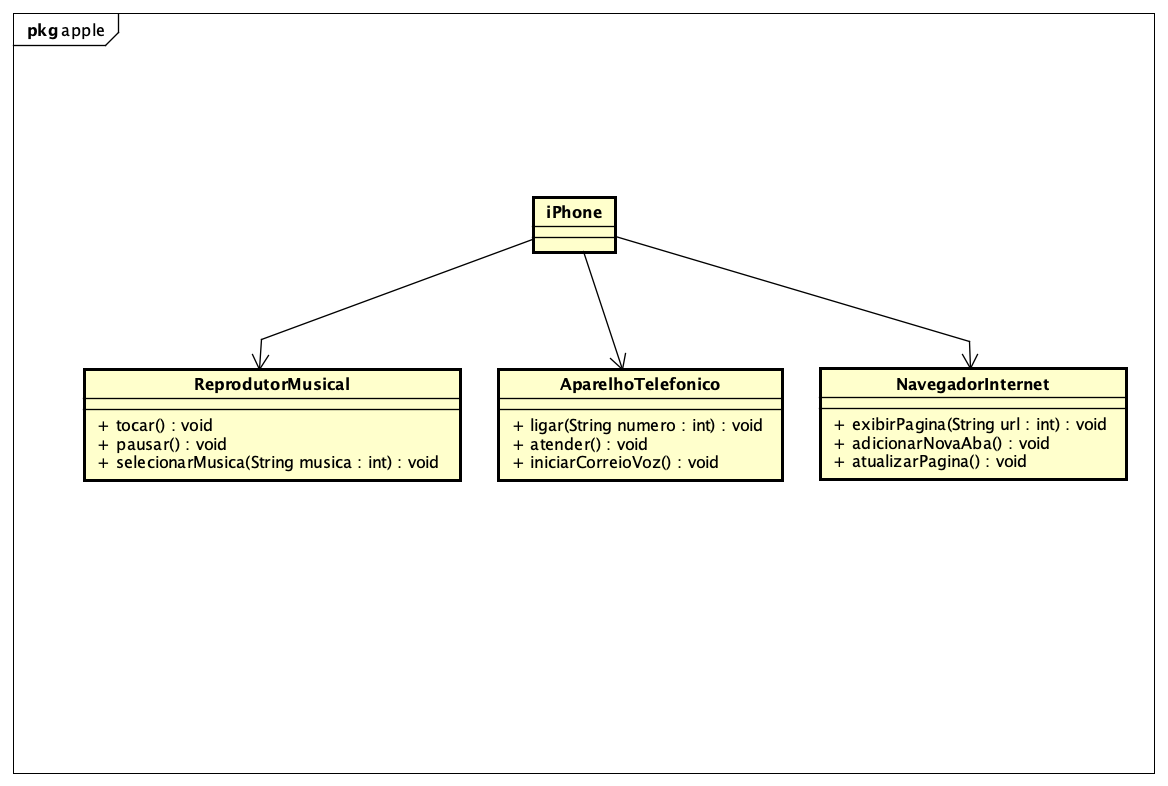 pkg apple
iPhone
ReprodutorMusical
+ tocar() : void
+ pausar() : void
+ selecionarMusica(String musica : int) : void
AparelhoTelefonico
+ ligar(String numero : int) : void
+ atender() : void
+ iniciarCorreioVoz() : void
NavegadorInternet
+ exibirPagina(String url : int) : void
+ adicionarNovaAba() : void
+ atualizarPagina() : void